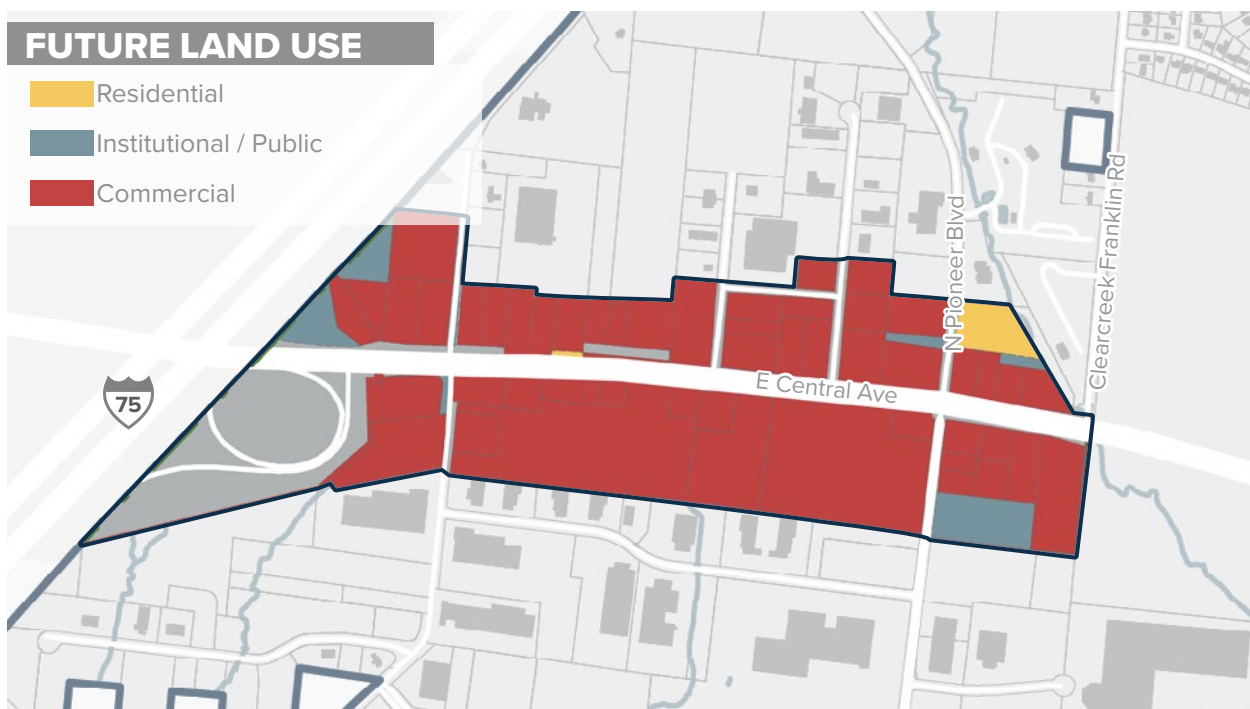 FUTURE LAND USE
Residential
Institutional / Public
Commercial
75
E Central Ave
N Pioneer Blvd
Clearcreek Franklin Rd